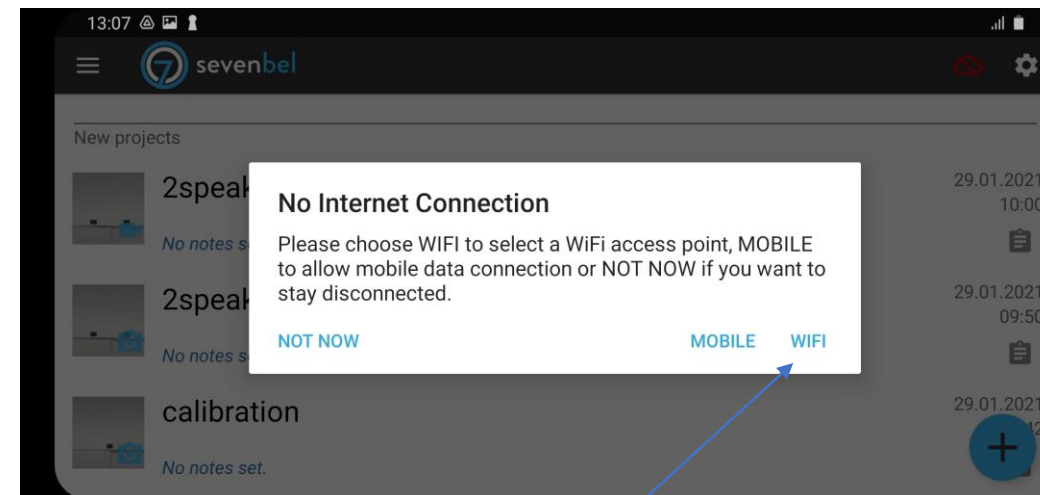 13:07
sevenbel
New projects
2speak
29.01.2021
10:00
No notes s
No Internet Connection
Please choose WIFI to select a WiFi access point, MOBILE
to allow mobile data connection or NOT NOW if you want to
stay disconnected.
NOT NOW MOBILE WIFI
2speak
29.01.2021
09:50
No notes s
calibration
29.01.2021
No notes set.